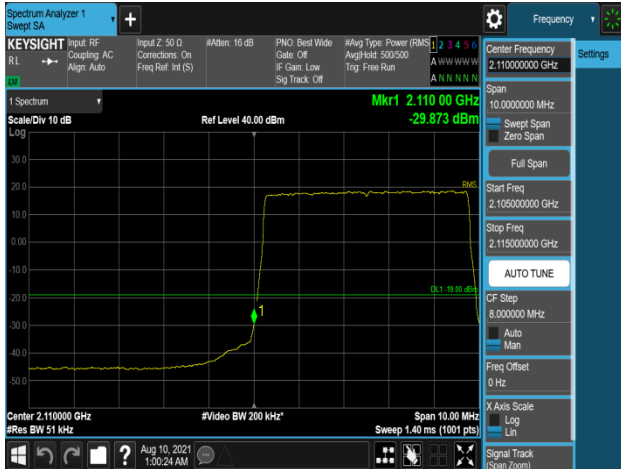 Spectrum Analyzer 1
Swept SA
Frequency
KEYSIGHT
RL
LV
Input: RF
Coupling: AC
Align: Auto
Input Z: 50 Ω
Corrections: On
Freq Ref: Int (S)
#Atten: 16 dB
PNO: Best Wide
Gate: Off
IF Gain: Low
Sig Track: Off
#Avg Type: Power (RMS
Avg|Hold: 500/500
Trig: Free Run
1 2 3 4 5 6
A W W W W W
A N N N N N
1 Spectrum
Mkr1 2.110 00 GHz
-29.873 dBm
Scale/Div 10 dB
Ref Level 40.00 dBm
Log
30.0
20.0
10.0
0.00
-10.0
-20.0
-30.0
-40.0
-50.0
RMS
DL1 -19.00 dBm
1
Center 2.110000 GHz
#Res BW 51 kHz
#Video BW 200 kHz*
Span 10.00 MHz
Sweep 1.40 ms (1001 pts)
Aug 10, 2021
1:00:24 AM
Center Frequency
2.110000000 GHz
Span
10.0000000 MHz
Swept Span
Zero Span
Full Span
Start Freq
2.105000000 GHz
Stop Freq
2.115000000 GHz
AUTO TUNE
CF Step
8.000000 MHz
Auto
Man
Freq Offset
0 Hz
X Axis Scale
Log
Lin
Signal Track
(Span Zoom)
Settings